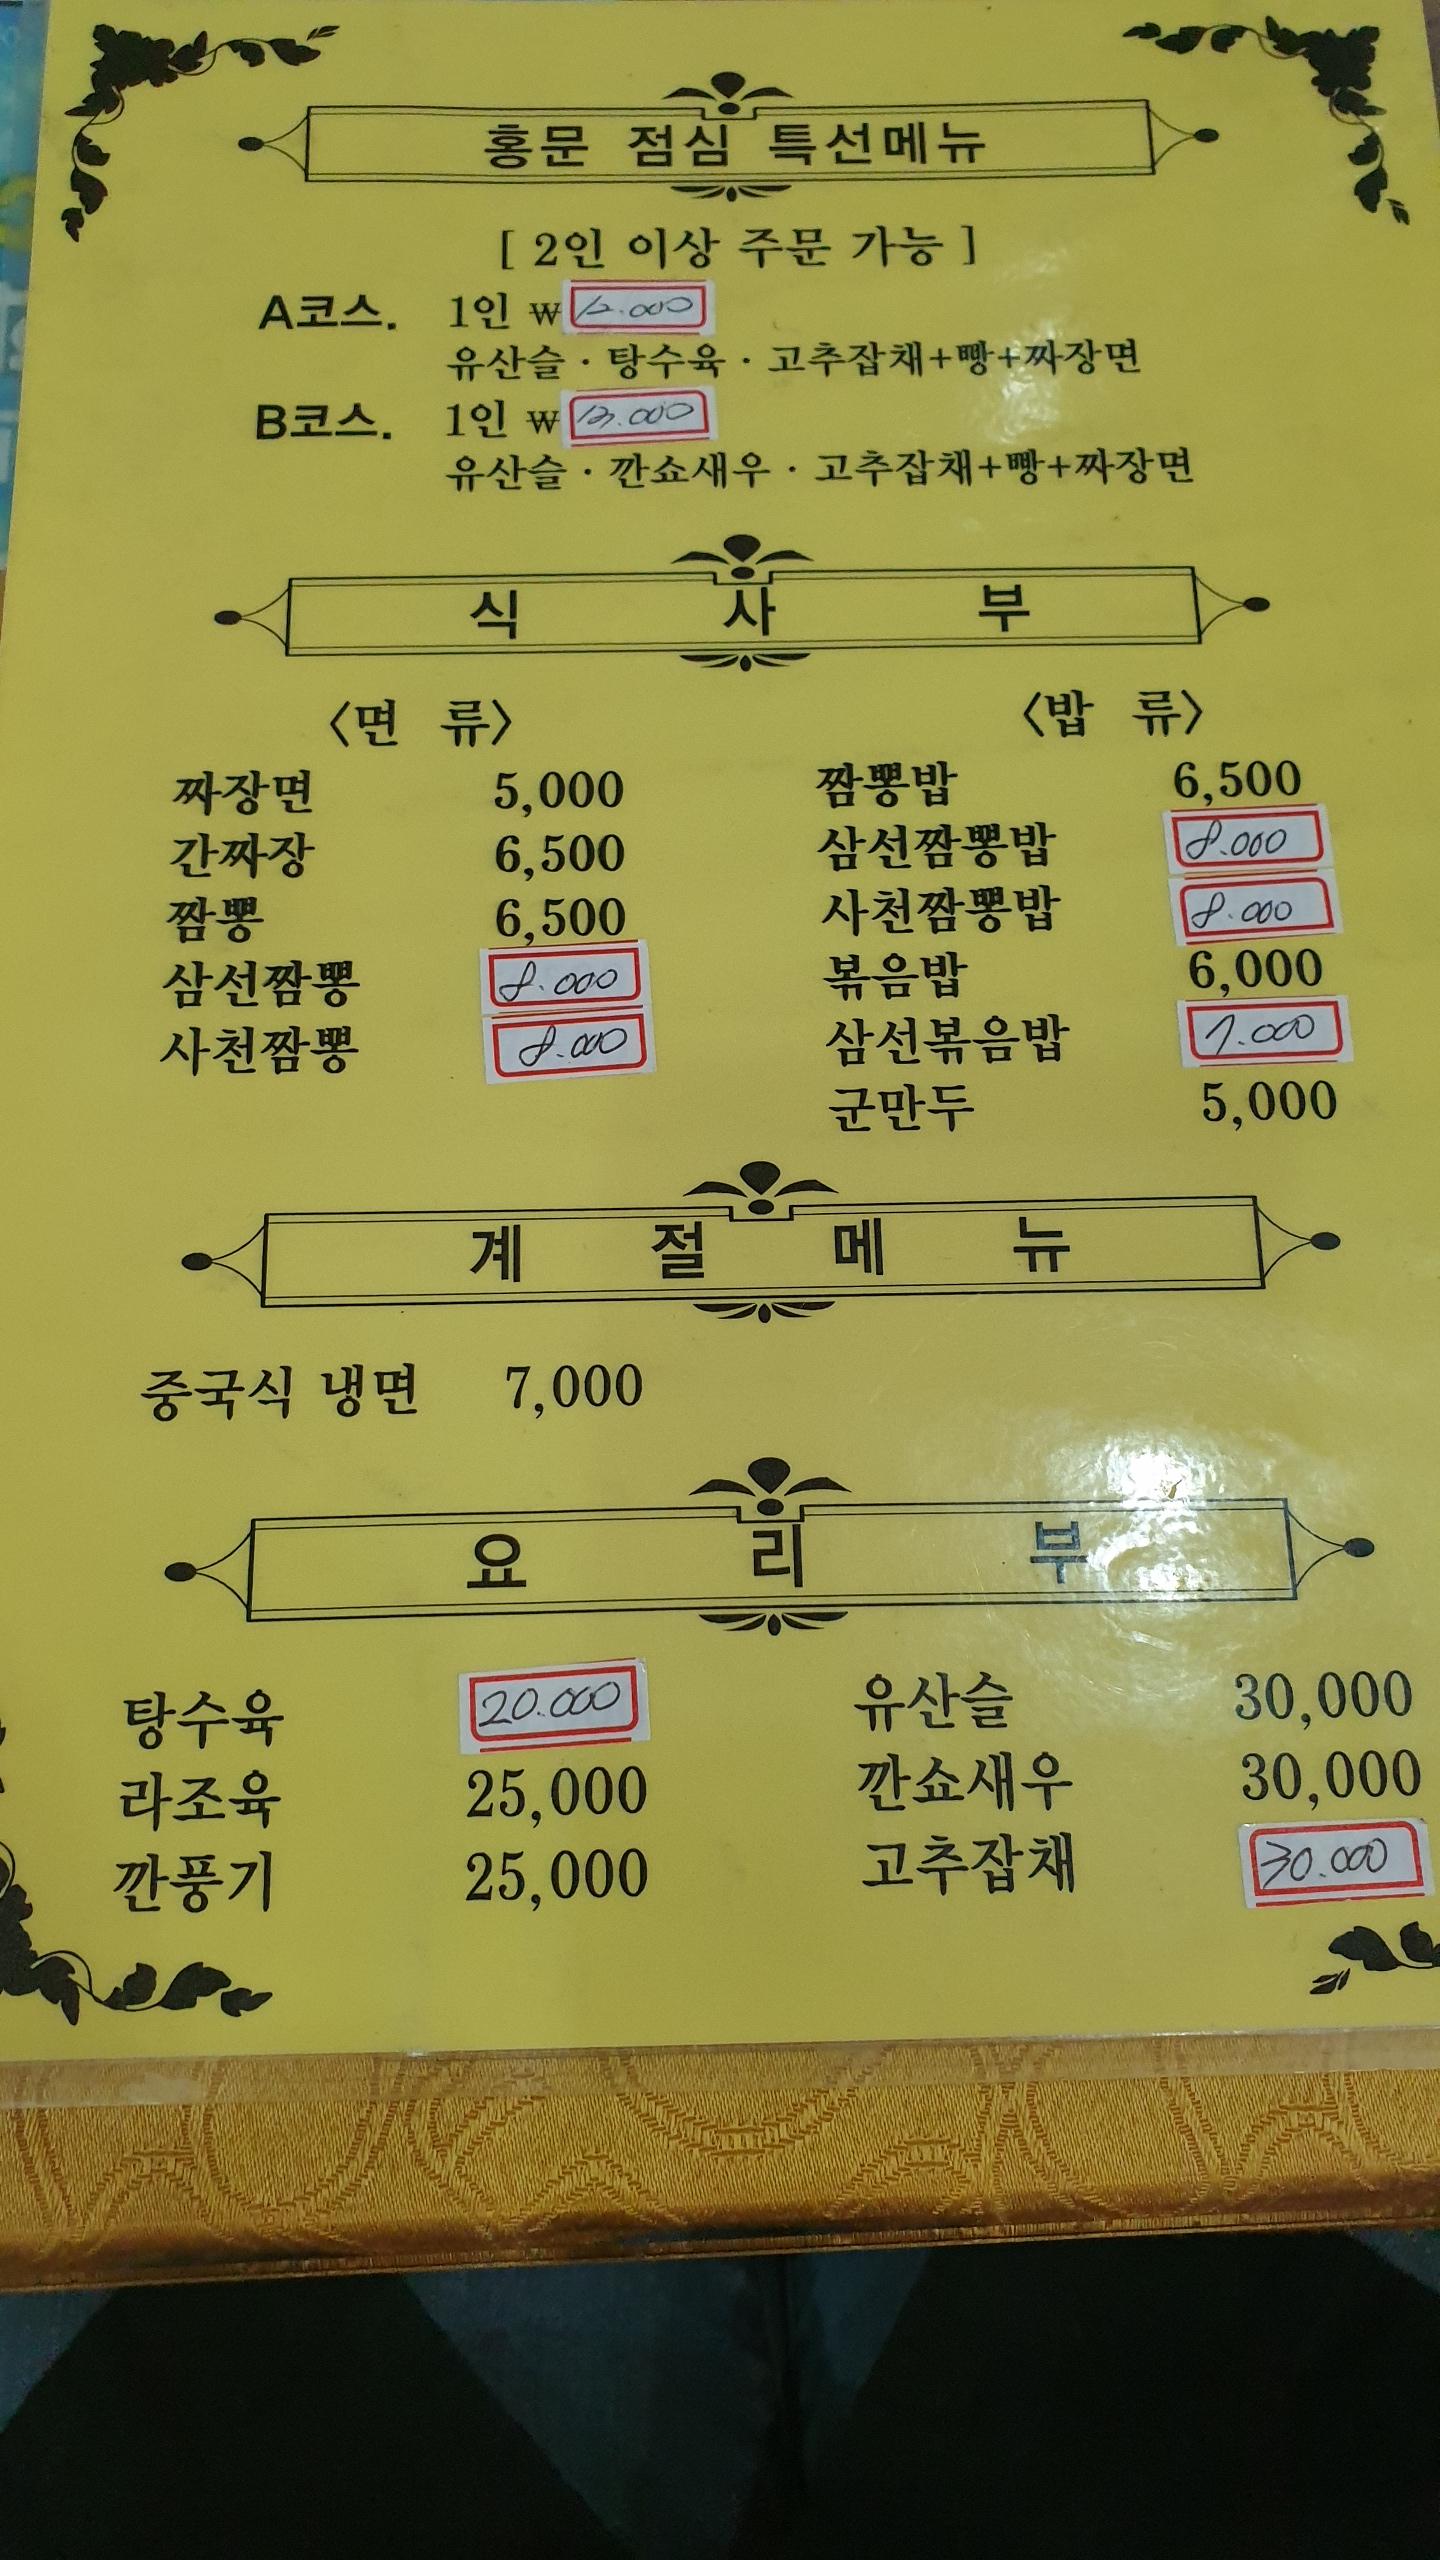 홍문 점심 특선메뉴
[ 2인 이상 주문 가능 ]
A코스. 1인 ₩ 12.000
유산슬 · 탕수육 · 고추잡채+빵+짜장면
B코스. 1인 ₩ 13.000
유산슬 · 깐쇼새우 · 고추잡채+빵+짜장면
식 사 부
〈면 류〉
짜장면 5,000
간짜장 6,500
짬뽕 6,500
삼선짬뽕 8.000
사천짬뽕 8.000
〈밥 류〉
짬뽕밥 6,500
삼선짬뽕밥 8.000
사천짬뽕밥 8.000
볶음밥 6,000
삼선볶음밥 7.000
군만두 5,000
계 절 메 뉴
중국식 냉면 7,000
요 리 부
탕수육 20.000
라조육 25,000
깐풍기 25,000
유산슬 30,000
깐쇼새우 30,000
고추잡채 30.000